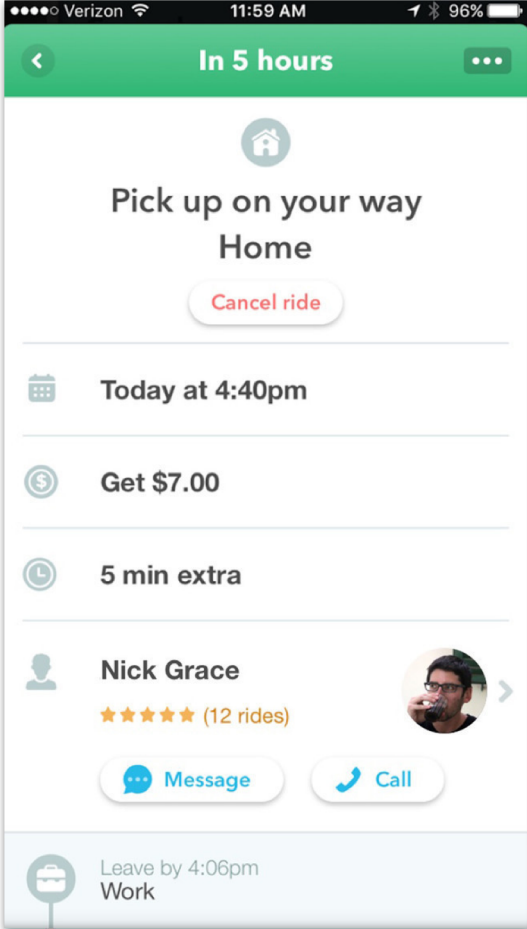 Verizon 11:59 AM 96%
In 5 hours
Pick up on your way
Home
Cancel ride
Today at 4:40pm
Get $7.00
5 min extra
Nick Grace
(12 rides)
Message Call
Leave by 4:06pm
Work